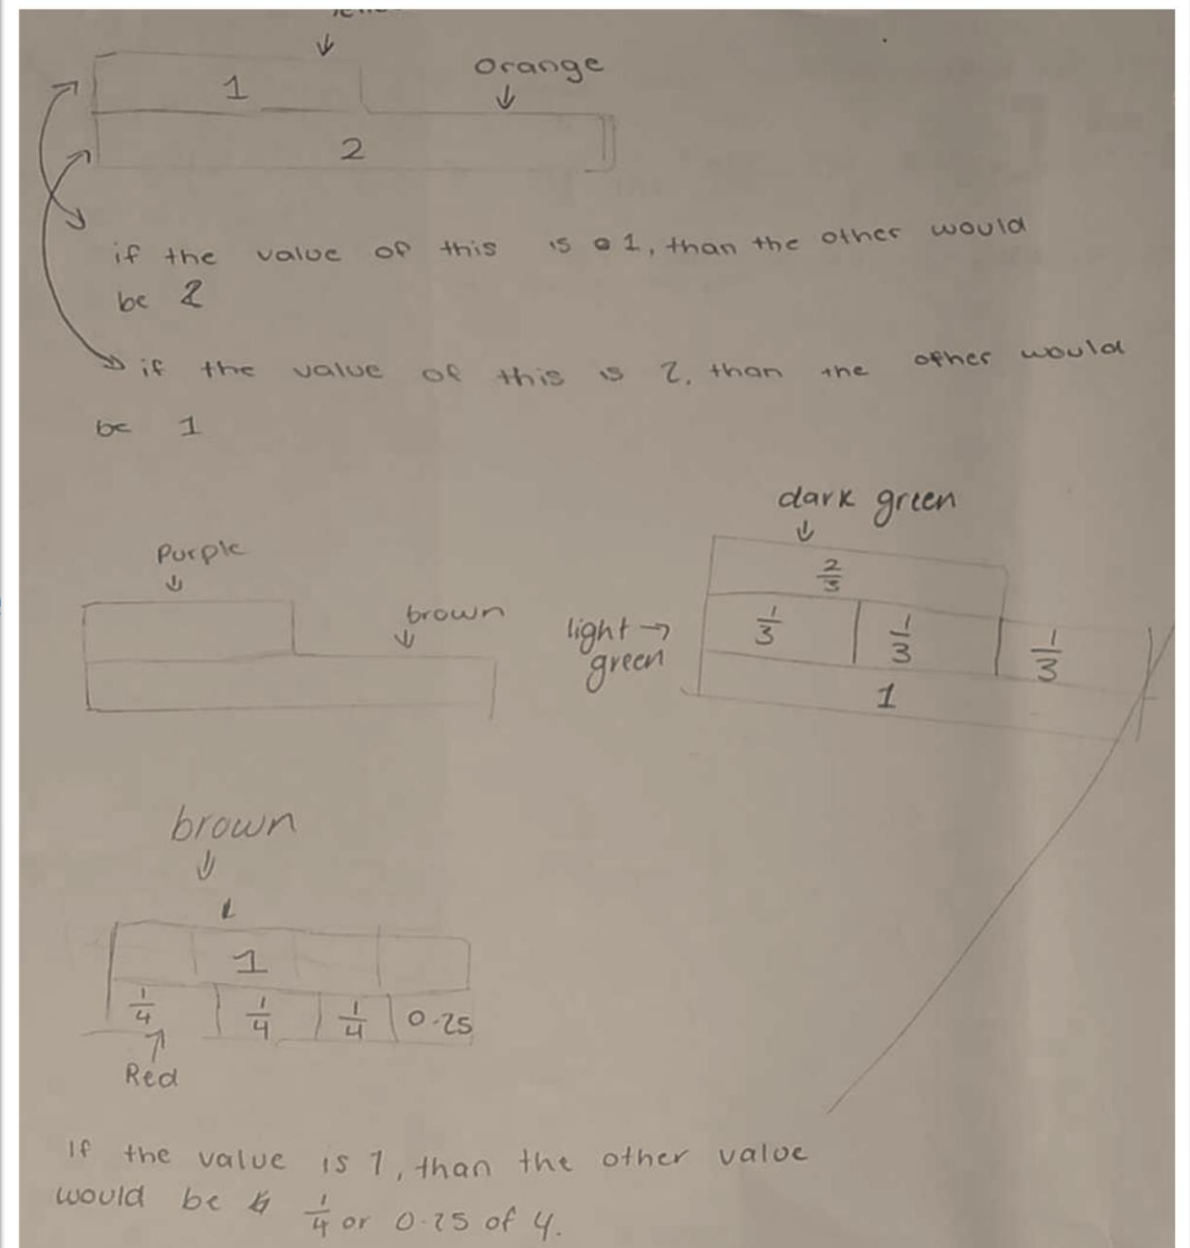 Orange
1
2
if the value of this is 1, than the other would
be 2
if the value of this is 2, than the other would
be 1
dark green
Purple
2/3
brown
light → green
1/3 1/3 1/3
1
brown
1
1/4 1/4 1/4 0.25
Red
If the value is 1, than the other value
would be 1/4 or 0.25 of 4.